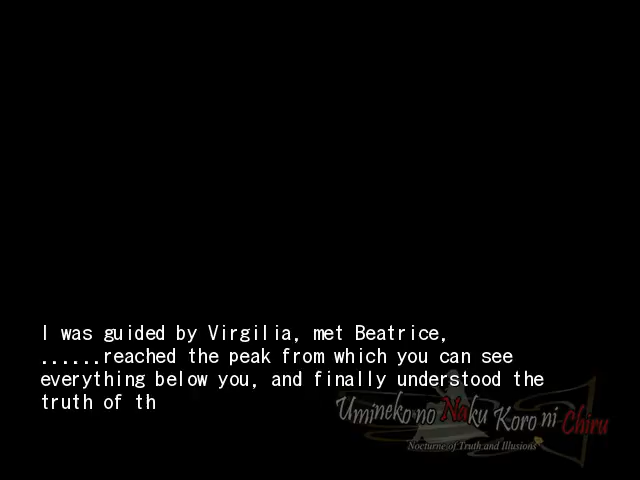 I was guided by Virgilia, met Beatrice,
......reached the peak from which you can see
everything below you, and finally understood the
truth of th
Umineko no Naku Koro ni Chiru
Nocturne of Truth and Illusions